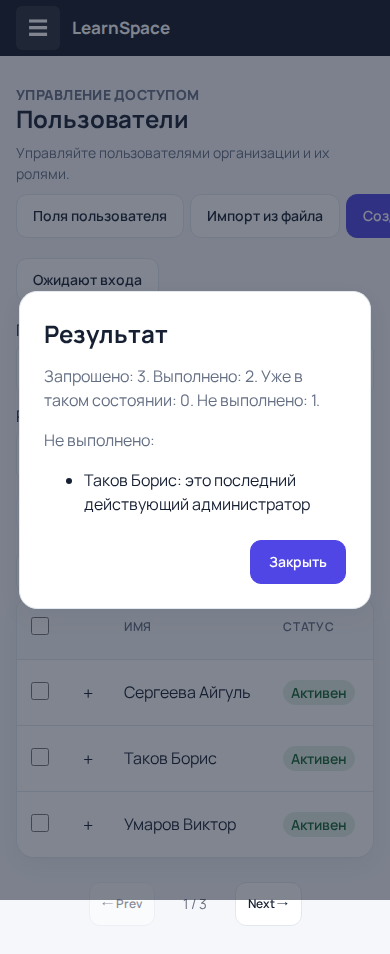 ☰ LearnSpace
УПРАВЛЕНИЕ ДОСТУПОМ
Пользователи
Управляйте пользователями организации и их
ролями.
Поля пользователя
Импорт из файла
Ожидают входа
Результат
Запрошено: 3. Выполнено: 2. Уже в
таком состоянии: 0. Не выполнено: 1.
Не выполнено:
• Таков Борис: это последний
действующий администратор
Закрыть
ИМЯ СТАТУС
+ Сергеева Айгуль Активен
+ Таков Борис Активен
+ Умаров Виктор Активен
← Prev 1 / 3 Next →